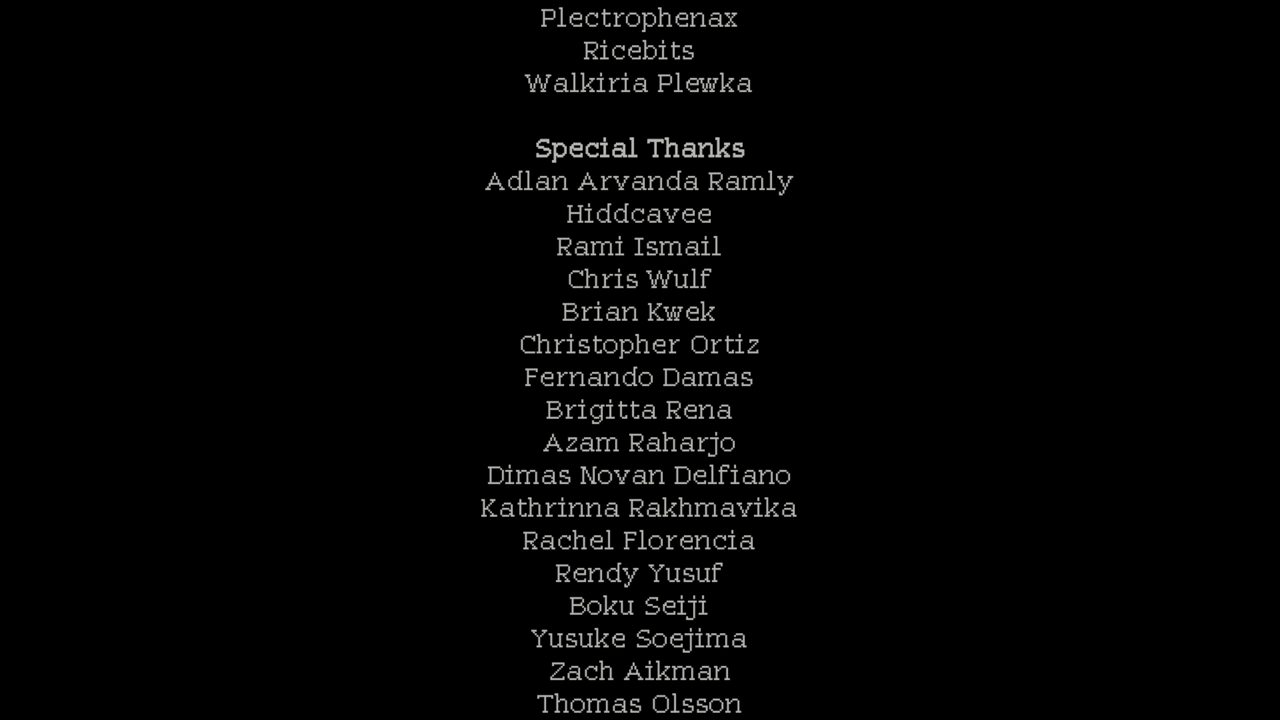 Plectrophenax
Ricebits
Walkiria Plewka
Special Thanks
Adlan Arvanda Ramly
Hiddcavee
Rami Ismail
Chris Wulf
Brian Kwek
Christopher Ortiz
Fernando Damas
Brigitta Rena
Azam Raharjo
Dimas Novan Delfiano
Kathrinna Rakhmavika
Rachel Florencia
Rendy Yusuf
Boku Seiji
Yusuke Soejima
Zach Aikman
Thomas Olsson